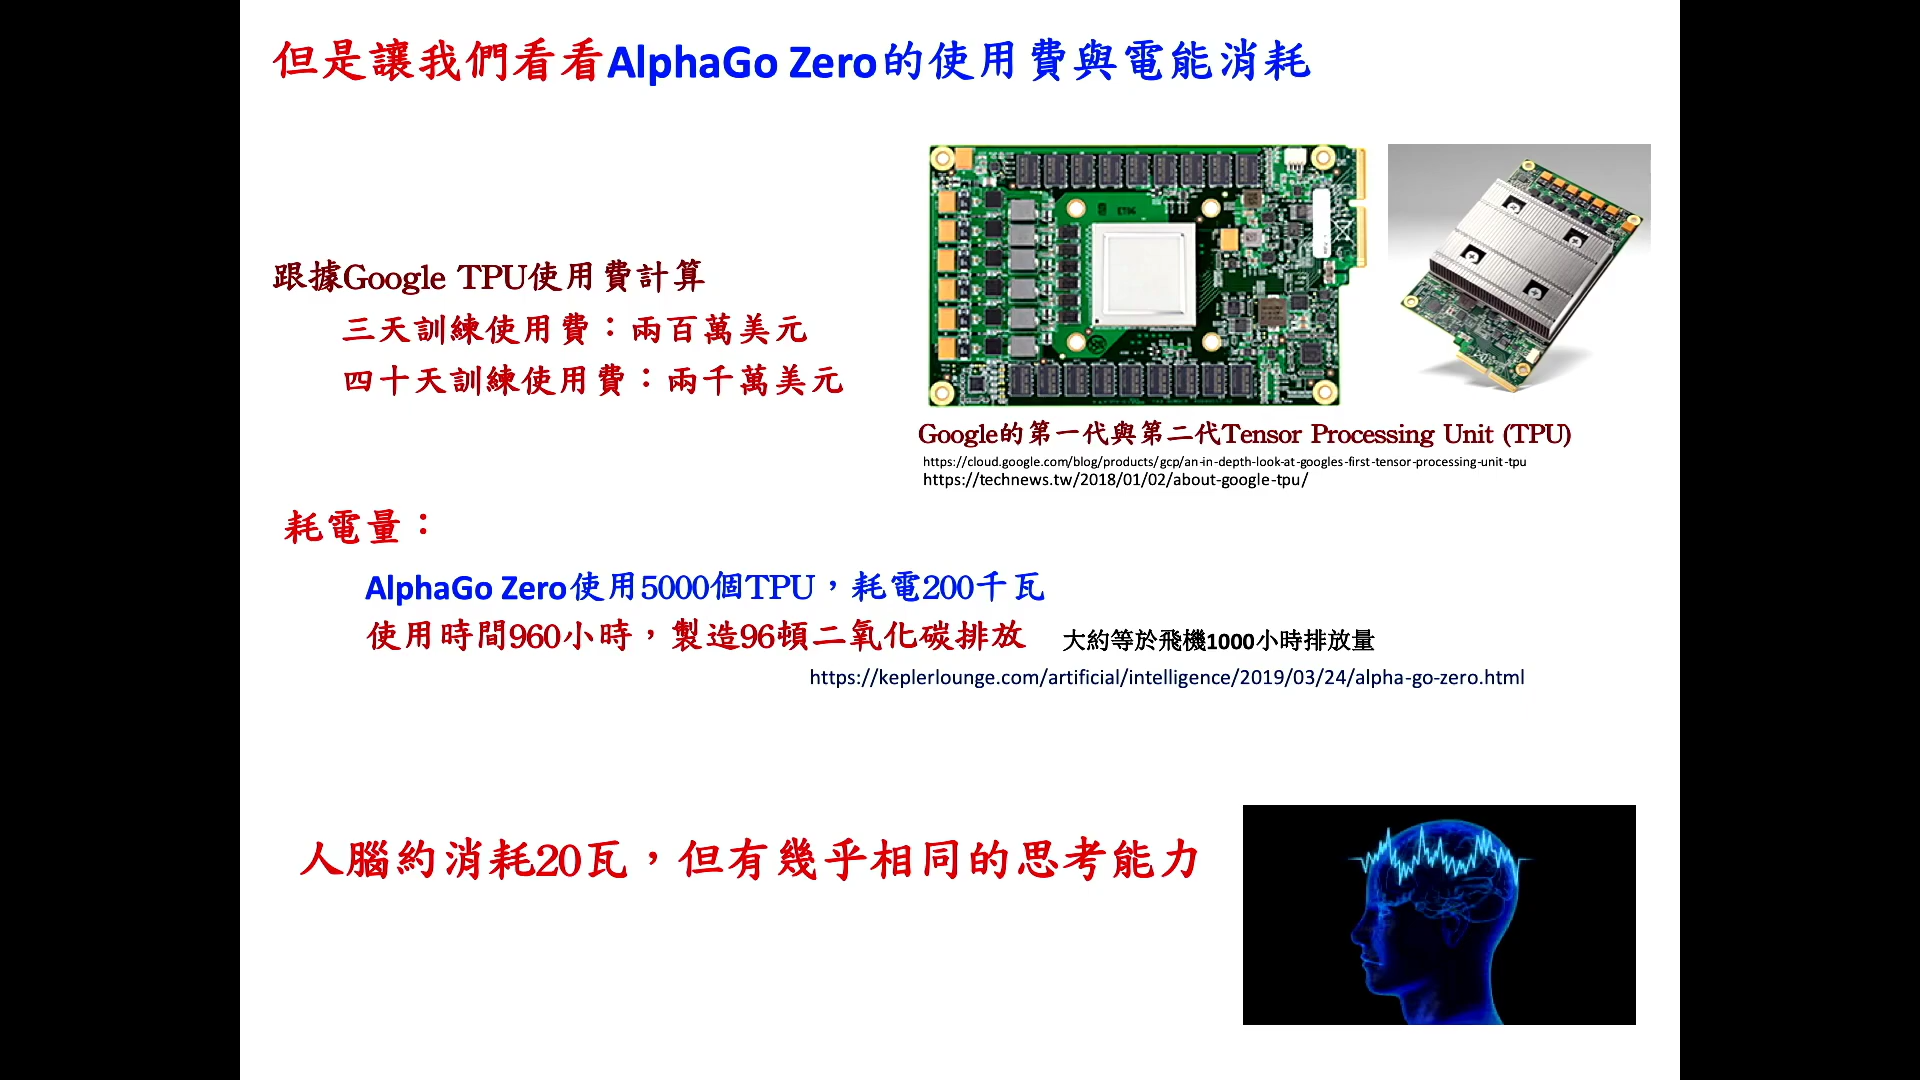 但是讓我們看看AlphaGo Zero的使用費與電能消耗
跟據Google TPU使用費計算
三天訓練使用費：兩百萬美元
四十天訓練使用費：兩千萬美元
Google的第一代與第二代Tensor Processing Unit (TPU)
https://cloud.google.com/blog/products/gcp/an-in-depth-look-at-googles-first-tensor-processing-unit-tpu
https://technews.tw/2018/01/02/about-google-tpu/
耗電量：
AlphaGo Zero使用5000個TPU，耗電200千瓦
使用時間960小時，製造96頓二氧化碳排放
大約等於飛機1000小時排放量
https://keplerlounge.com/artificial/intelligence/2019/03/24/alpha-go-zero.html
人腦約消耗20瓦，但有幾乎相同的思考能力